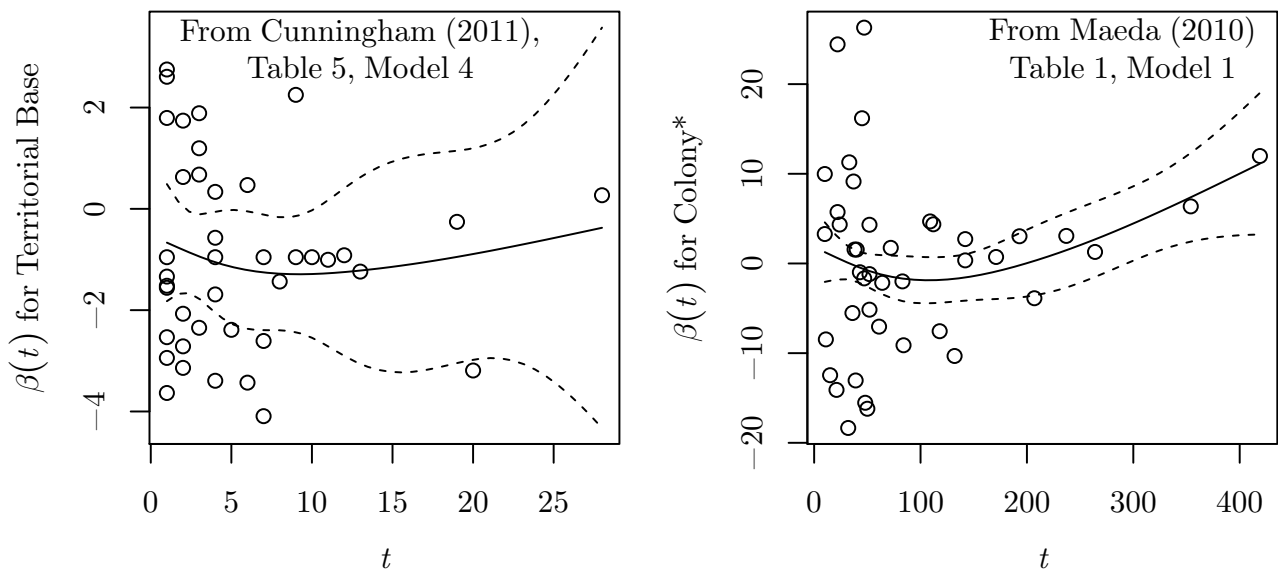 From Cunningham (2011),
Table 5, Model 4
β(t) for Territorial Base
2
0
−2
−4
0 5 10 15 20 25
t
From Maeda (2010)
Table 1, Model 1
β(t) for Colony*
20
10
0
−10
−20
0 100 200 300 400
t